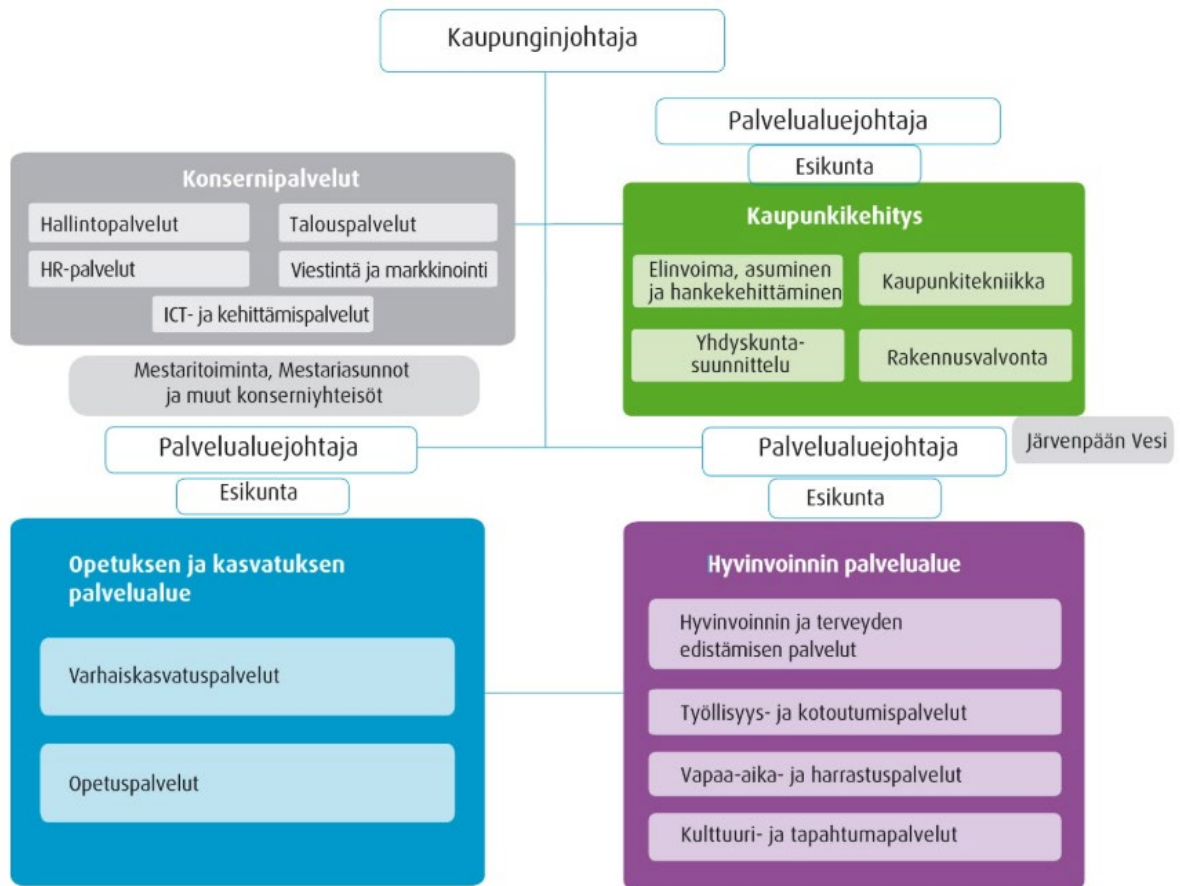 Kaupunginjohtaja
Palvelualuejohtaja
Esikunta
Konsernipalvelut
Hallintopalvelut
Talouspalvelut
HR-palvelut
Viestintä ja markkinointi
ICT- ja kehittämispalvelut
Mestaritoiminta, Mestariasunnot
ja muut konserniyhteisöt
Kaupunkikehitys
Elinvoima, asuminen
ja hankekehittäminen
Kaupunkitekniikka
Yhdyskunta-
suunnittelu
Rakennusvalvonta
Järvenpään Vesi
Palvelualuejohtaja
Esikunta
Opetuksen ja kasvatuksen
palvelualue
Varhaiskasvatuspalvelut
Opetuspalvelut
Palvelualuejohtaja
Esikunta
Hyvinvoinnin palvelualue
Hyvinvoinnin ja terveyden
edistämisen palvelut
Työllisyys- ja kotoutumispalvelut
Vapaa-aika- ja harrastuspalvelut
Kulttuuri- ja tapahtumapalvelut